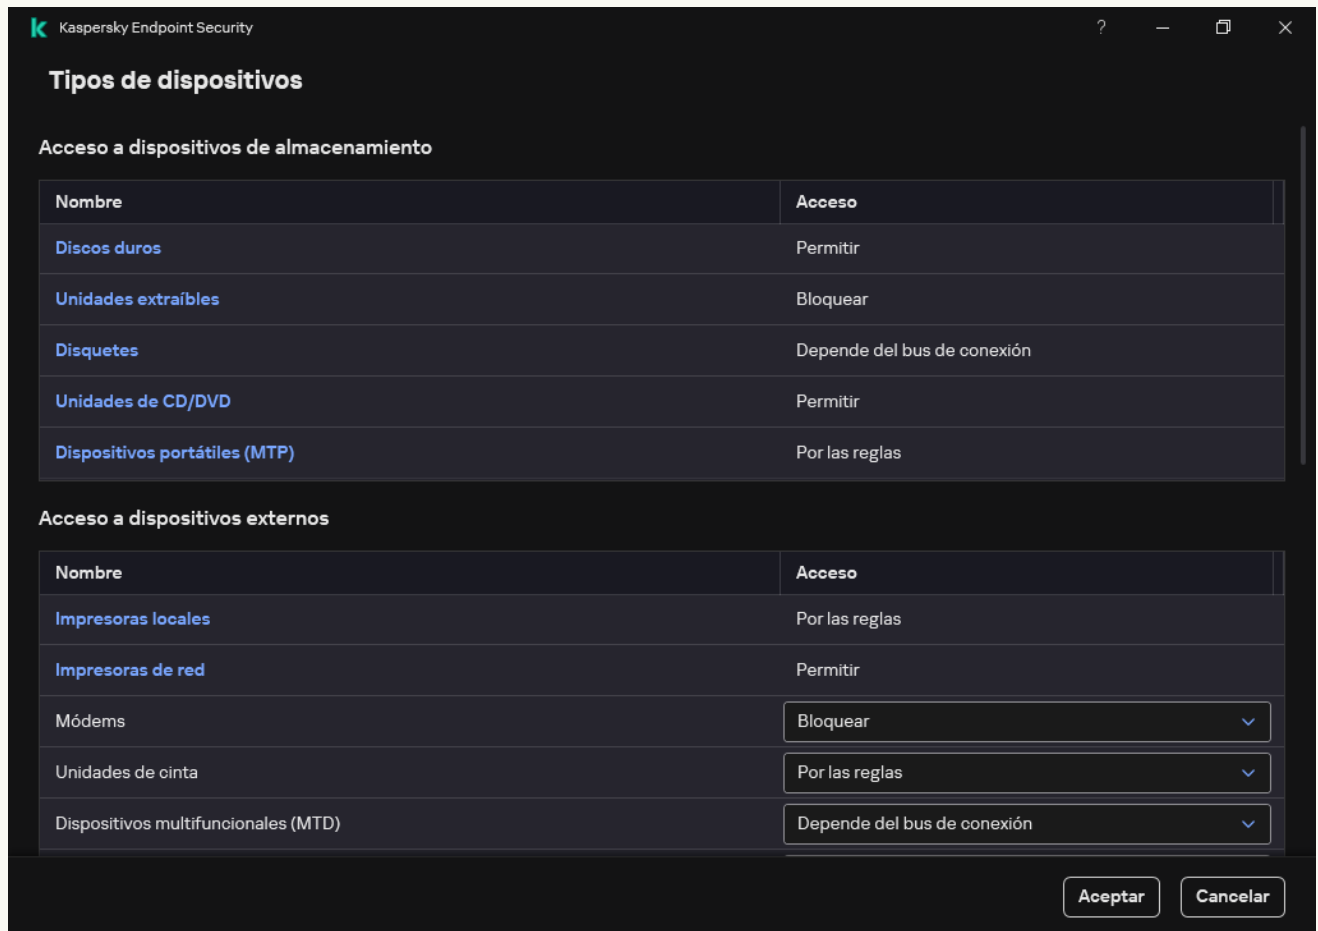 Kaspersky Endpoint Security ?
Tipos de dispositivos
Acceso a dispositivos de almacenamiento
Nombre Acceso
Discos duros Permitir
Unidades extraíbles Bloquear
Disquetes Depende del bus de conexión
Unidades de CD/DVD Permitir
Dispositivos portátiles (MTP) Por las reglas
Acceso a dispositivos externos
Nombre Acceso
Impresoras locales Por las reglas
Impresoras de red Permitir
Módems Bloquear
Unidades de cinta Por las reglas
Dispositivos multifuncionales (MTD) Depende del bus de conexión
Aceptar Cancelar